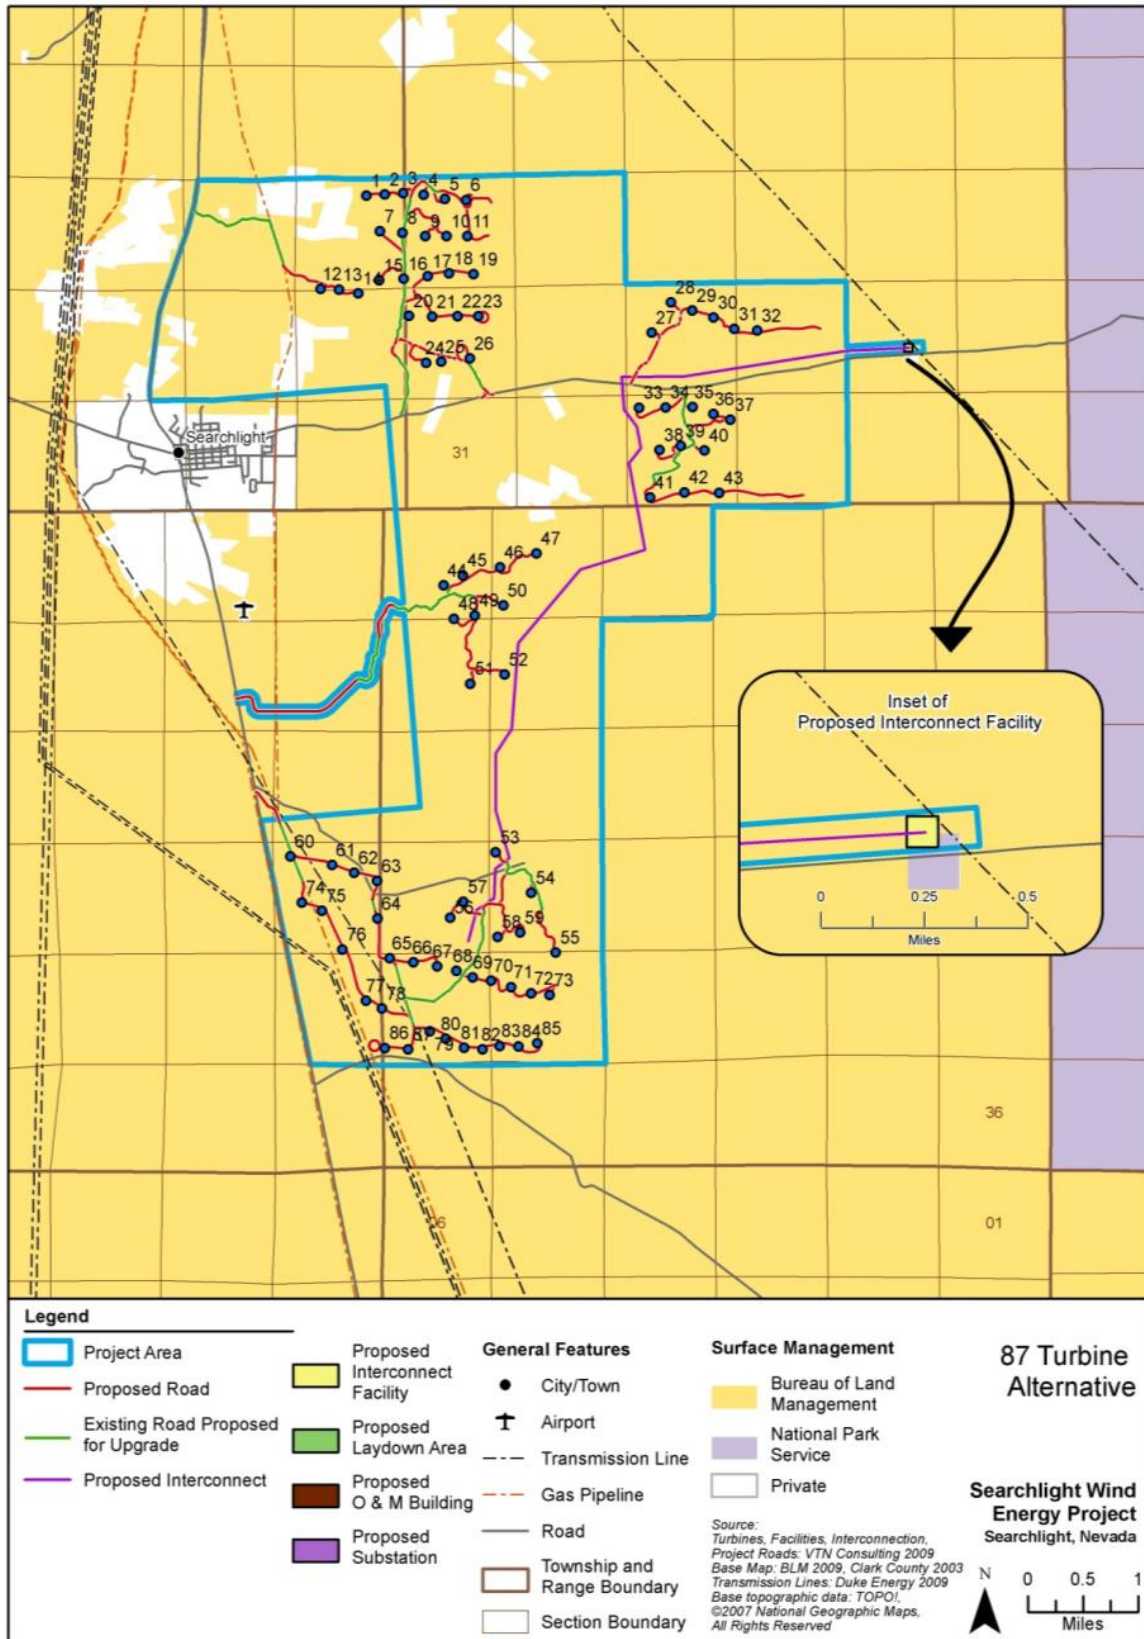 1 2 3 4 5 6
7 8 9 10 11
12 13 14 15 16 17 18 19
20 21 22 23
24 25 26
27 28 29 30 31 32
33 34 35 36 37
38 39 40
41 42 43
Searchlight
31
44 45 46 47
48 49 50
51 52
Inset of
Proposed Interconnect Facility
0 0.25 0.5
Miles
53
54
55
56 57
58 59
60 61 62 63
64
65 66 67 68 69 70 71 72 73
74 75
76
77 78
79 80 81 82 83 84 85
86 87
36
06
01
Legend
Project Area
Proposed Road
Existing Road Proposed
for Upgrade
Proposed Interconnect
Proposed
Interconnect
Facility
Proposed
Laydown Area
Proposed
O & M Building
Proposed
Substation
General Features
City/Town
Airport
Transmission Line
Gas Pipeline
Road
Township and
Range Boundary
Section Boundary
Surface Management
Bureau of Land
Management
National Park
Service
Private
Source:
Turbines, Facilities, Interconnection,
Project Roads: VTN Consulting 2009
Base Map: BLM 2009, Clark County 2003
Transmission Lines: Duke Energy 2009
Base topographic data: TOPO!,
©2007 National Geographic Maps,
All Rights Reserved
87 Turbine
Alternative
Searchlight Wind
Energy Project
Searchlight, Nevada
N
0 0.5 1
Miles